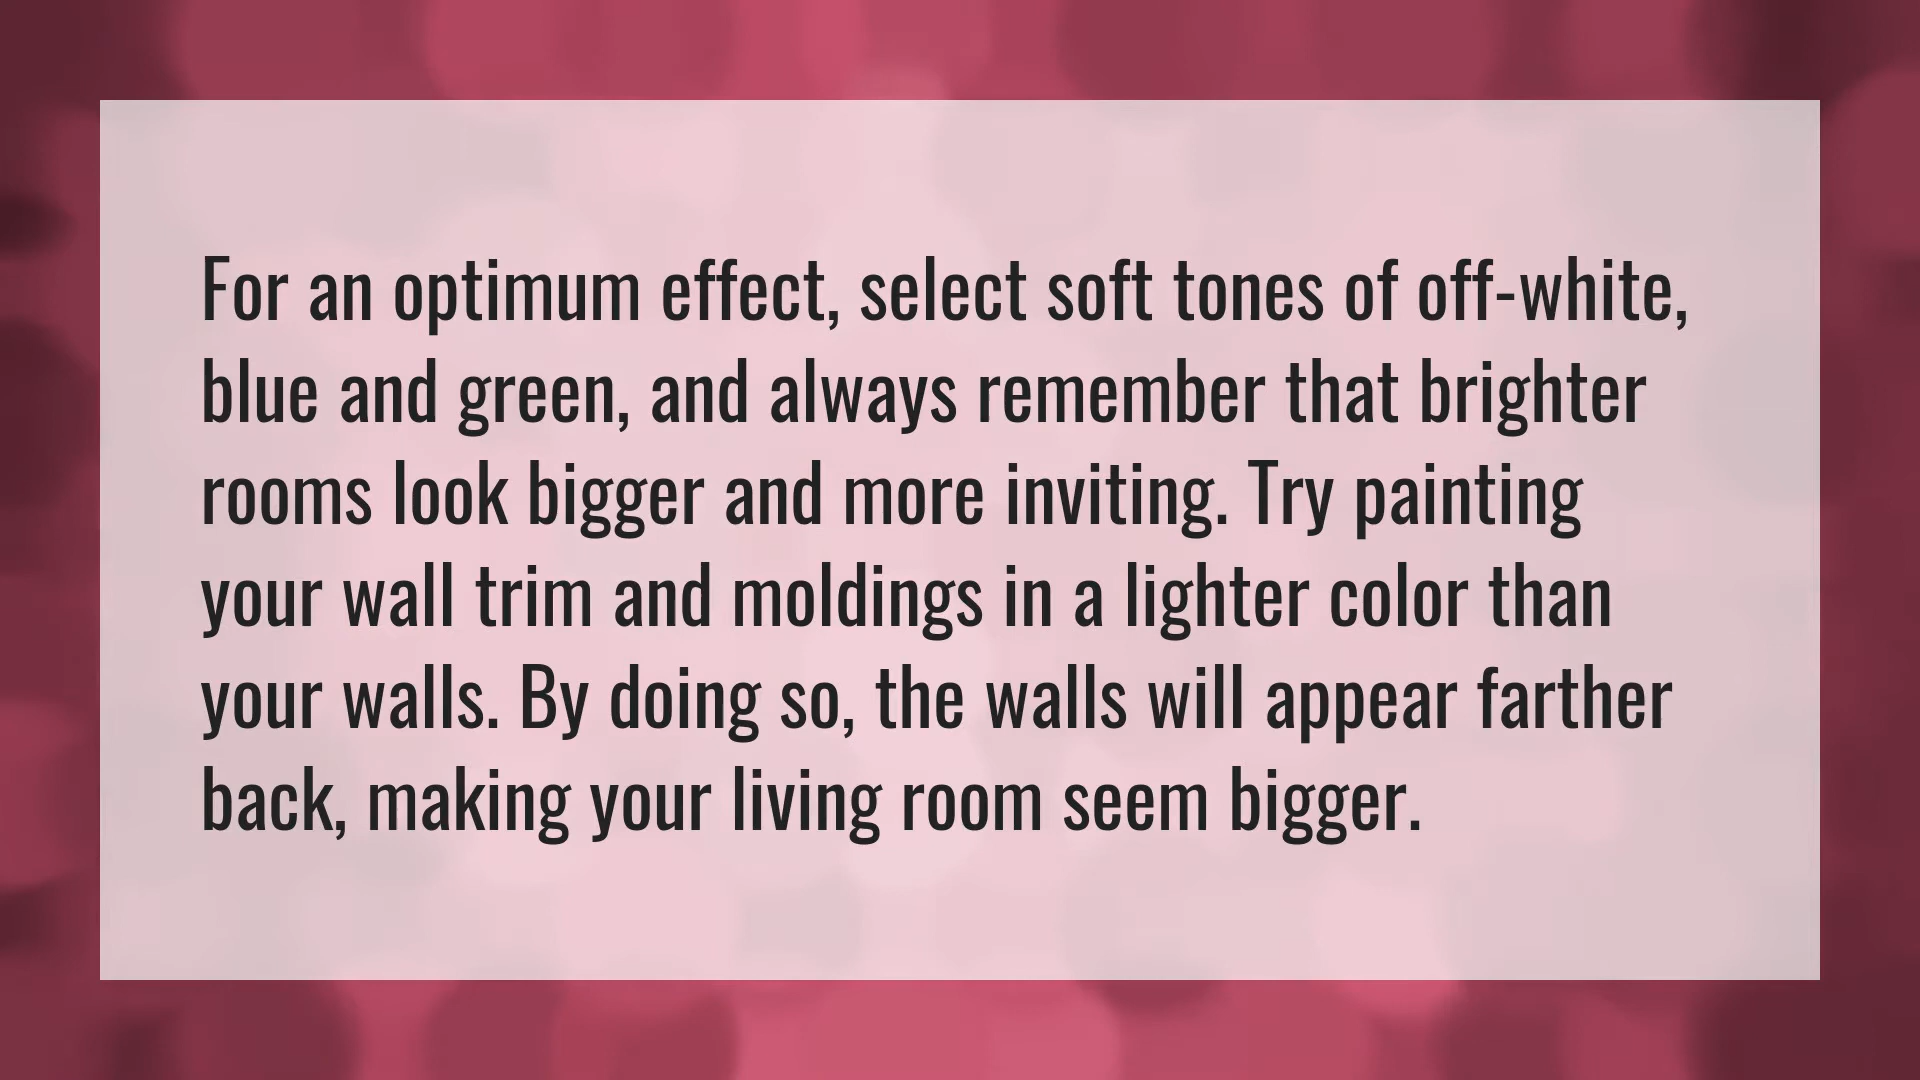 For an optimum effect, select soft tones of off-white,
blue and green, and always remember that brighter
rooms look bigger and more inviting. Try painting
your wall trim and moldings in a lighter color than
your walls. By doing so, the walls will appear farther
back, making your living room seem bigger.